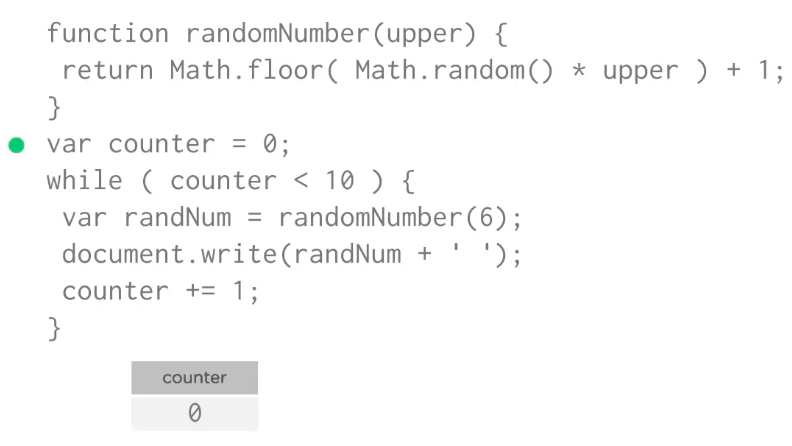 function randomNumber(upper) {
return Math.floor( Math.random() * upper ) + 1;
}
var counter = 0;
while ( counter < 10 ) {
var randNum = randomNumber(6);
document.write(randNum + ' ');
counter += 1;
}
counter
0